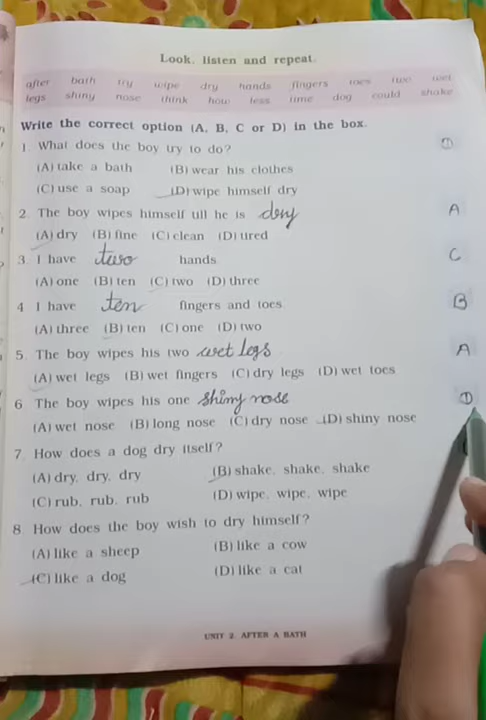 Look, listen and repeat.
after bath try wipe dry hands fingers toes two wet
legs shiny nose think how less time dog could shake
Write the correct option (A, B, C or D) in the box.
1. What does the boy try to do? D
(A) take a bath (B) wear his clothes
(C) use a soap (D) wipe himself dry
2. The boy wipes himself till he is dry A
(A) dry (B) fine (C) clean (D) tired
3. I have two hands. C
(A) one (B) ten (C) two (D) three
4 I have ten fingers and toes. B
(A) three (B) ten (C) one (D) two
5. The boy wipes his two wet legs A
(A) wet legs (B) wet fingers (C) dry legs (D) wet toes
6 The boy wipes his one shiny nose D
(A) wet nose (B) long nose (C) dry nose (D) shiny nose
7. How does a dog dry itself?
(A) dry, dry, dry (B) shake, shake, shake
(C) rub, rub, rub (D) wipe, wipe, wipe
8. How does the boy wish to dry himself?
(A) like a sheep (B) like a cow
(C) like a dog (D) like a cat
UNIT 2. AFTER A BATH